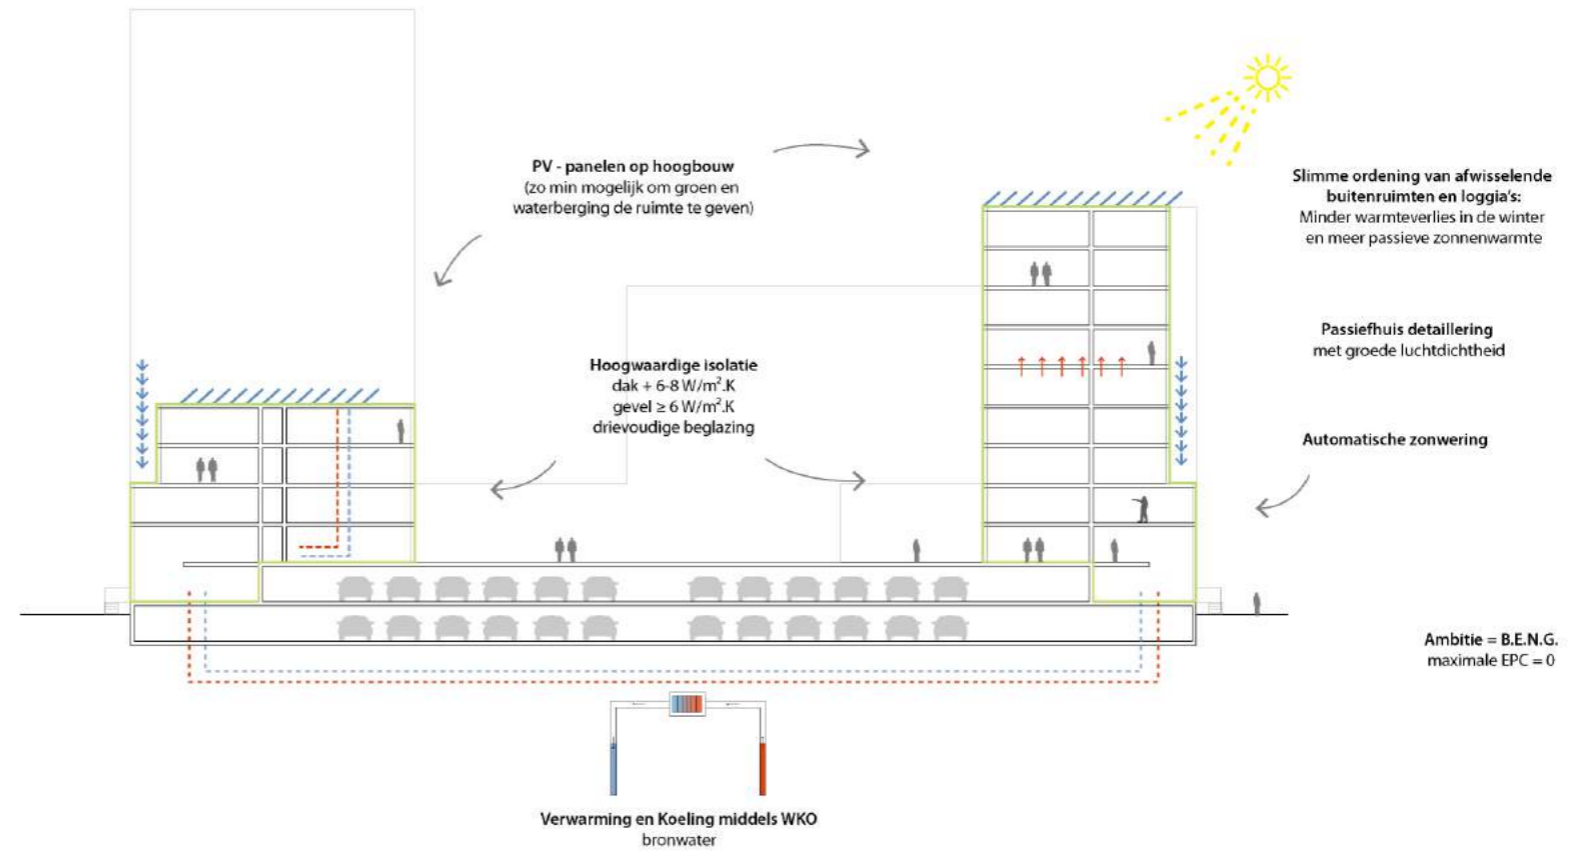 PV - panelen op hoogbouw
(zo min mogelijk om groen en
waterberging de ruimte te geven)
Slimme ordening van afwisselende
buitenruimten en loggia's:
Minder warmteverlies in de winter
en meer passieve zonnenwarmte
Passiefhuis detaillering
met groede luchtdichtheid
Hoogwaardige isolatie
dak + 6-8 W/m².K
gevel ≥ 6 W/m².K
drievoudige beglazing
Automatische zonwering
Ambitie = B.E.N.G.
maximale EPC = 0
Verwarming en Koeling middels WKO
bronwater